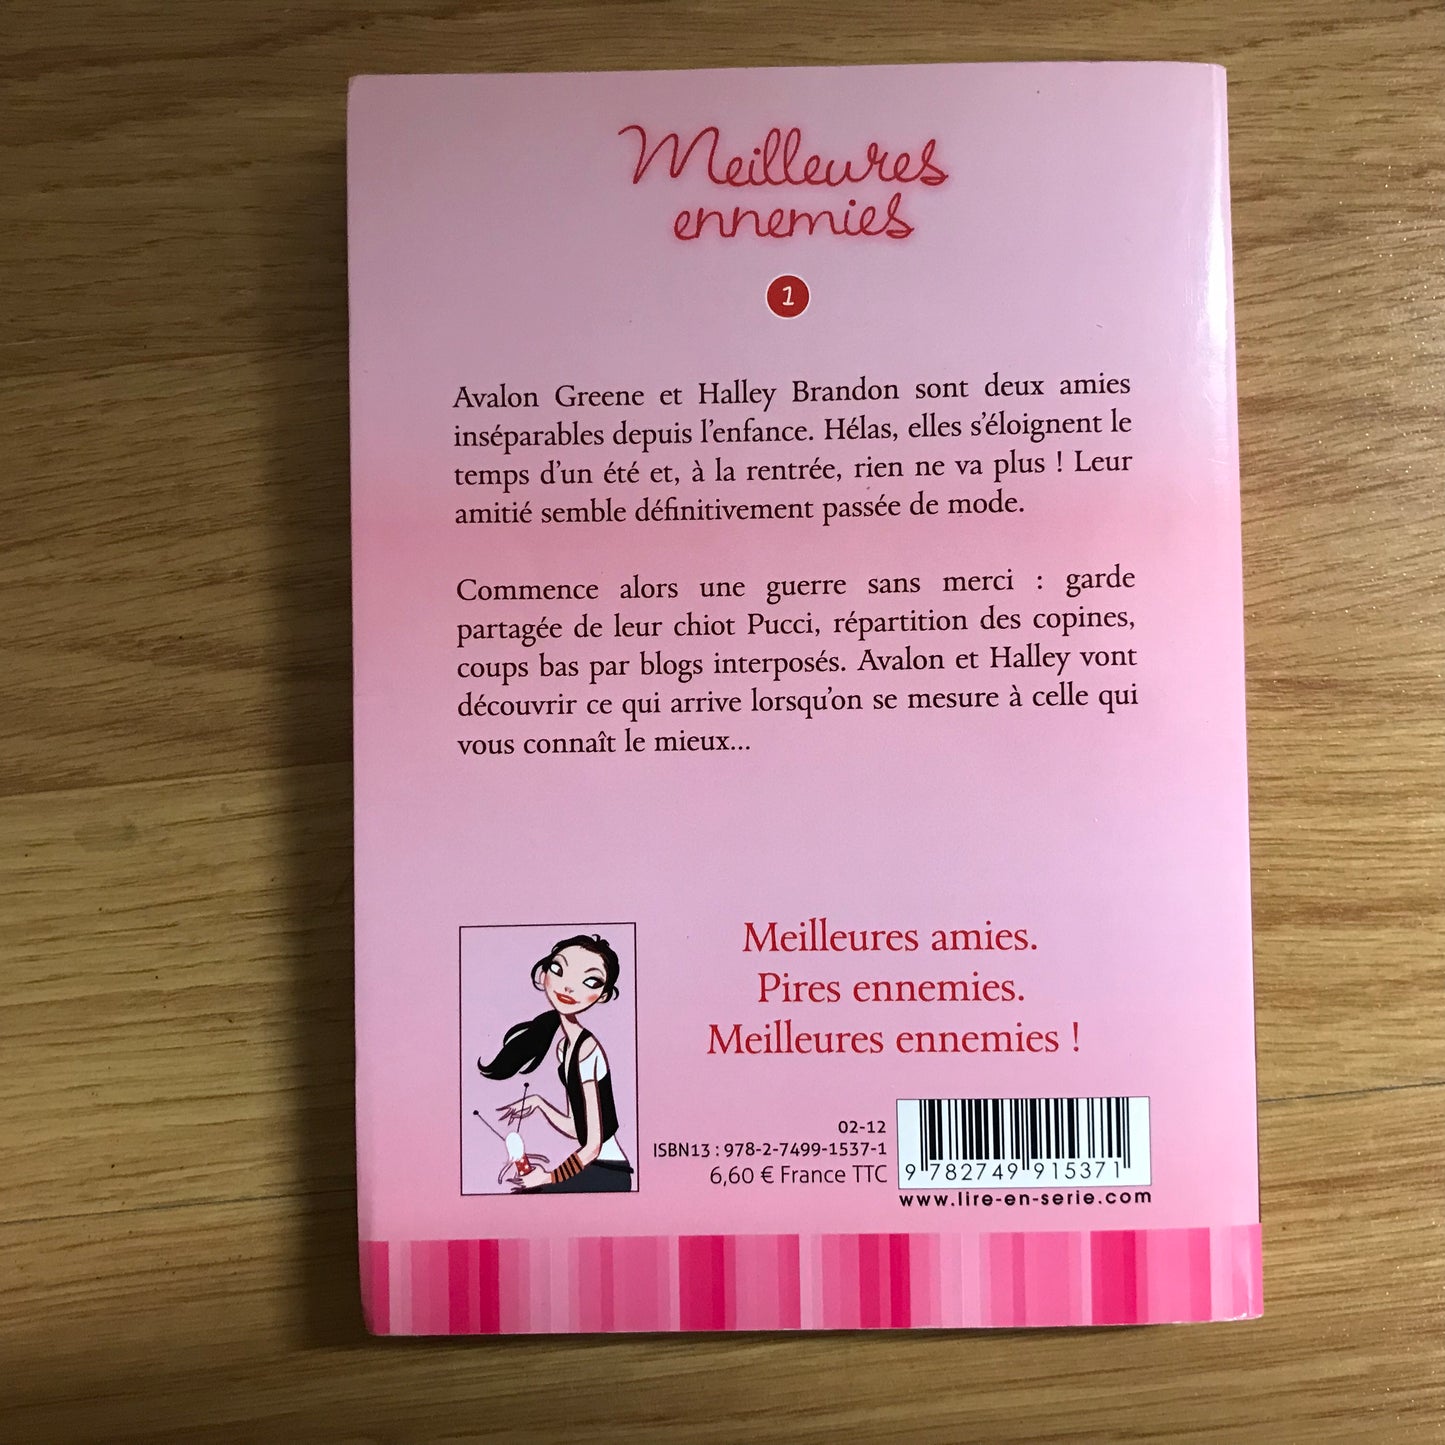 Meilleures
ennemies
1
Avalon Greene et Halley Brandon sont deux amies
inséparables depuis l'enfance. Hélas, elles s'éloignent le
temps d'un été et, à la rentrée, rien ne va plus ! Leur
amitié semble définitivement passée de mode.
Commence alors une guerre sans merci : garde
partagée de leur chiot Pucci, répartition des copines,
coups bas par blogs interposés. Avalon et Halley vont
découvrir ce qui arrive lorsqu'on se mesure à celle qui
vous connaît le mieux...
Meilleures amies.
Pires ennemies.
Meilleures ennemies !
02-12
ISBN13 : 978-2-7499-1537-1
6,60 € France TTC
9 782749 915371
www.lire-en-serie.com